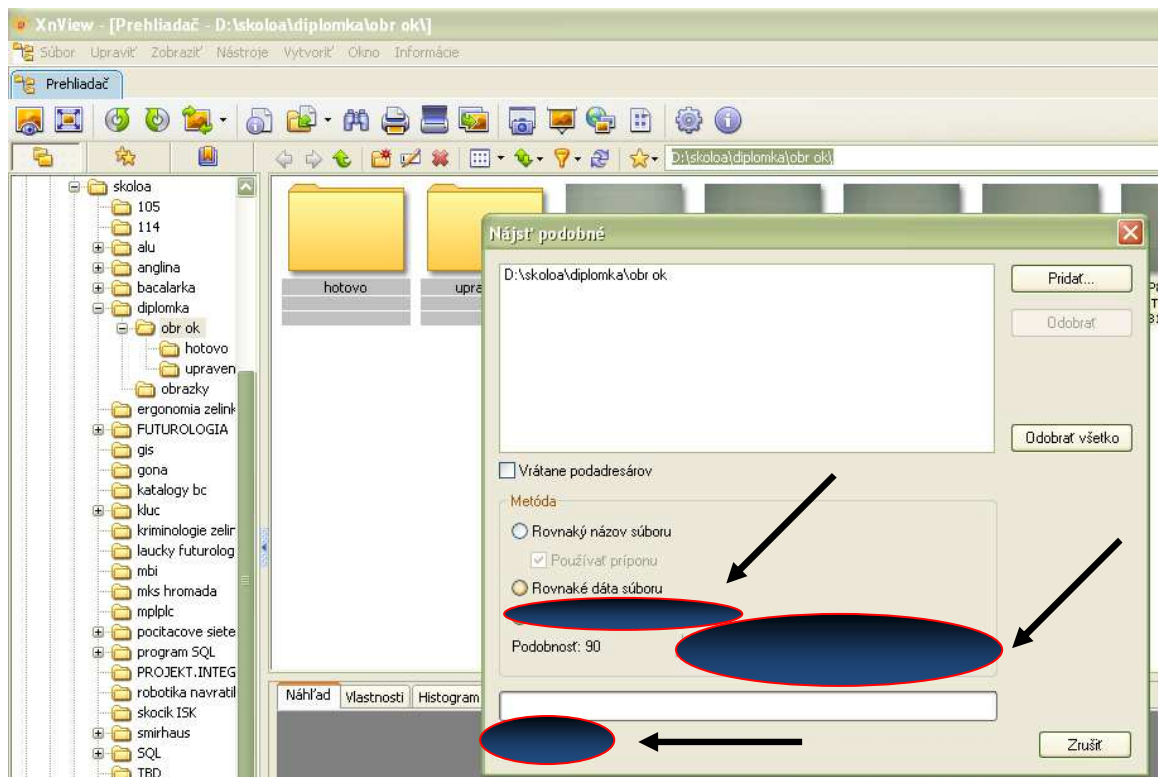 XnView - [Prehliadač - D:\skoloa\diplomka\obr ok\]
Súbor Upraviť Zobraziť Nástroje Vytvoriť Okno Informácie
Prehliadač
D:\skoloa\diplomka\obr ok\
skoloa
105
114
alu
anglina
bacalarka
diplomka
obr ok
hotovo
upraven
obrazky
ergonomia zelink
FUTUROLOGIA
gis
gona
katalogy bc
kluc
kriminologie zelir
laucky futurolog
mbi
mks hromada
mplplc
pocitacove siete
program SQL
PROJEKT.INTEG
robotika navratil
skocik ISK
smirhaus
SQL
TBD
hotovo
upra
Nájsť podobné
D:\skoloa\diplomka\obr ok
Pridať...
Odobrať
Odobrať všetko
Vrátane podadresárov
Metóda
Rovnaký názov súboru
Používať príponu
Rovnaké dáta súboru
Podobnosť: 90
Zrušiť
Náhľad Vlastnosti Histogram